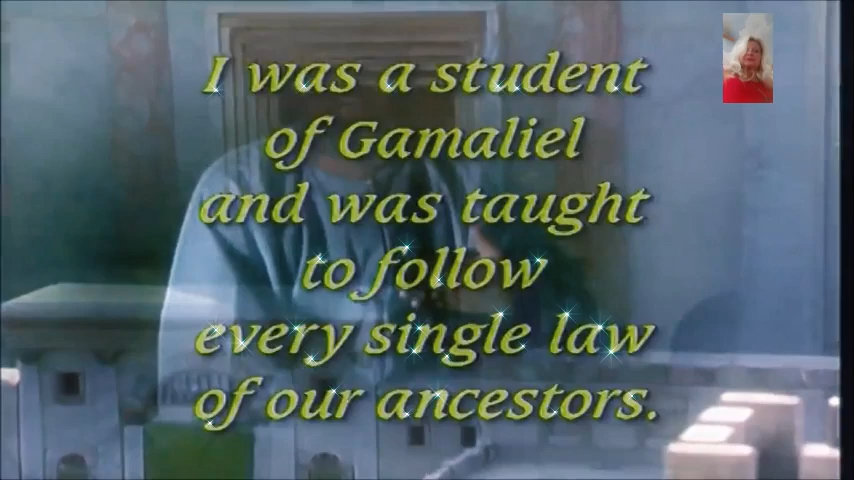 I was a student
of Gamaliel
and was taught
to follow
every single law
of our ancestors.